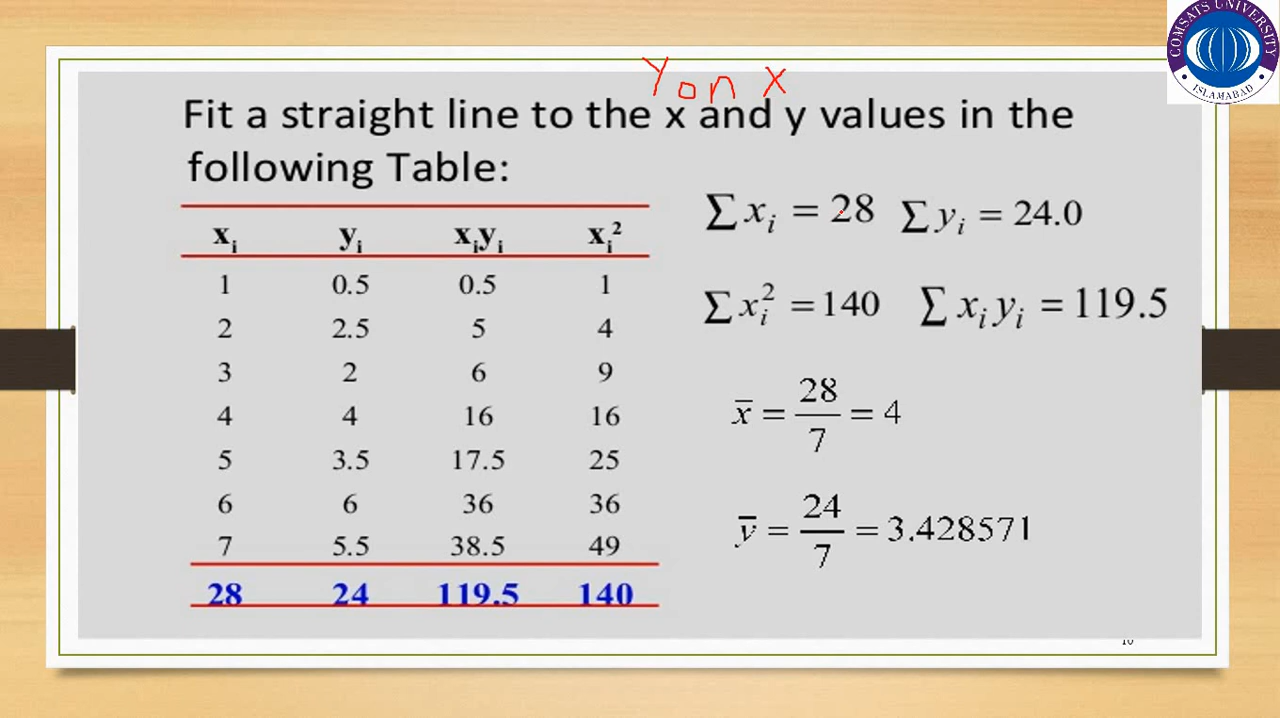 COMSATS UNIVERSITY
ISLAMABAD
Y on X
Fit a straight line to the x and y values in the
following Table:
xᵢ yᵢ xᵢyᵢ xᵢ²
1 0.5 0.5 1
2 2.5 5 4
3 2 6 9
4 4 16 16
5 3.5 17.5 25
6 6 36 36
7 5.5 38.5 49
28 24 119.5 140
∑ xᵢ = 28 ∑ yᵢ = 24.0
∑ xᵢ² = 140 ∑ xᵢyᵢ = 119.5
x̄ = 28/7 = 4
ȳ = 24/7 = 3.428571